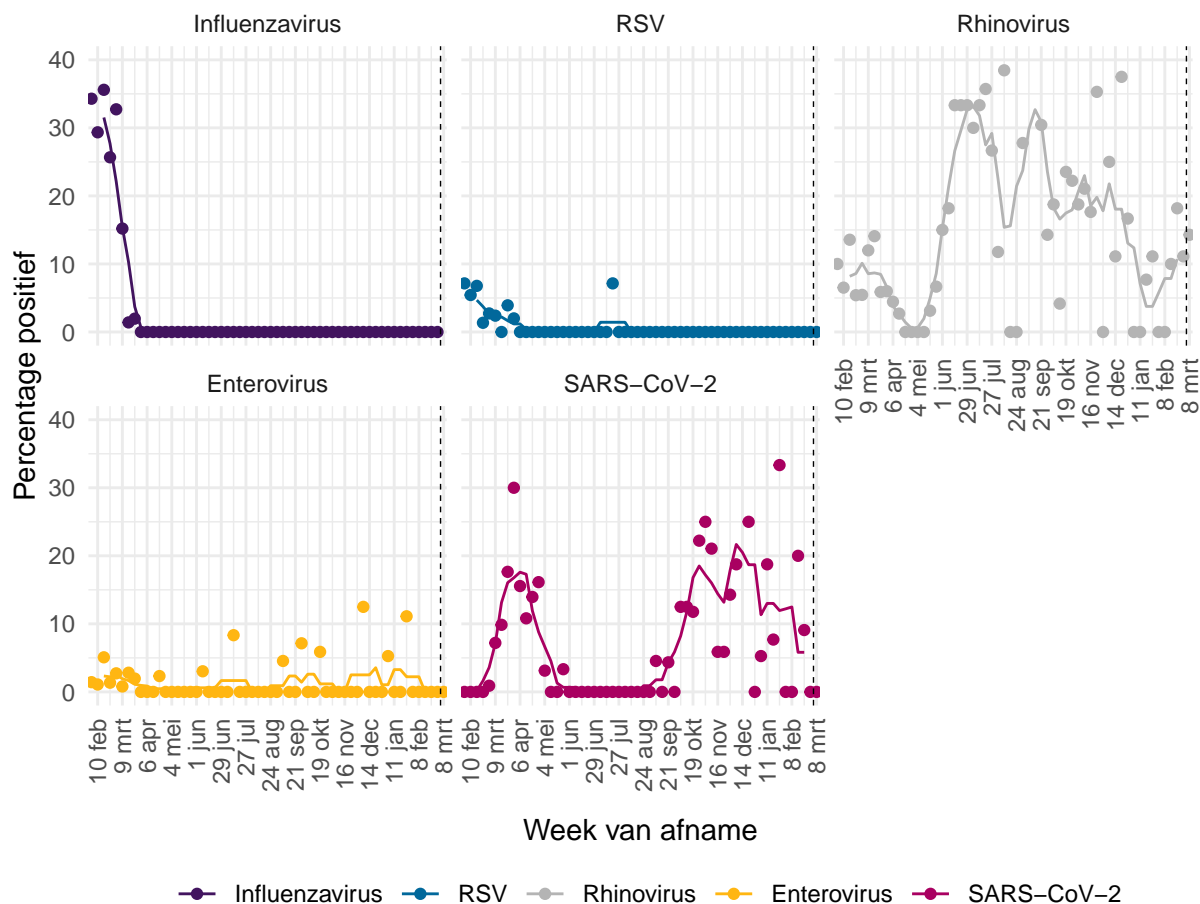 Influenzavirus RSV Rhinovirus
40
30
20
10
0
10 feb 9 mrt 6 apr 4 mei 1 jun 29 jun 27 jul 24 aug 21 sep 19 okt 16 nov 14 dec 11 jan 8 feb 8 mrt
Enterovirus SARS−CoV−2
40
30
20
10
0
10 feb 9 mrt 6 apr 4 mei 1 jun 29 jun 27 jul 24 aug 21 sep 19 okt 16 nov 14 dec 11 jan 8 feb 8 mrt
10 feb 9 mrt 6 apr 4 mei 1 jun 29 jun 27 jul 24 aug 21 sep 19 okt 16 nov 14 dec 11 jan 8 feb 8 mrt
Percentage positief
Week van afname
Influenzavirus RSV Rhinovirus Enterovirus SARS−CoV−2